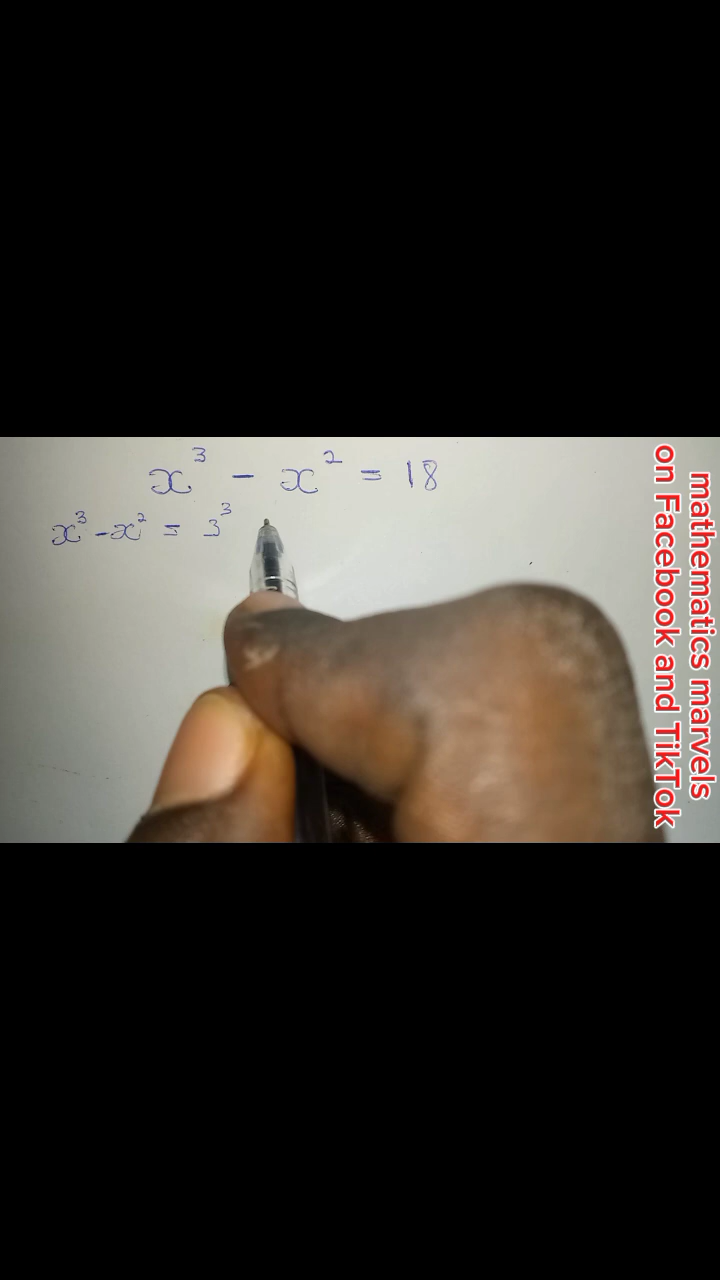 x³ - x² = 18
x³ - x² = 3³
mathematics marvels
on Facebook and TikTok